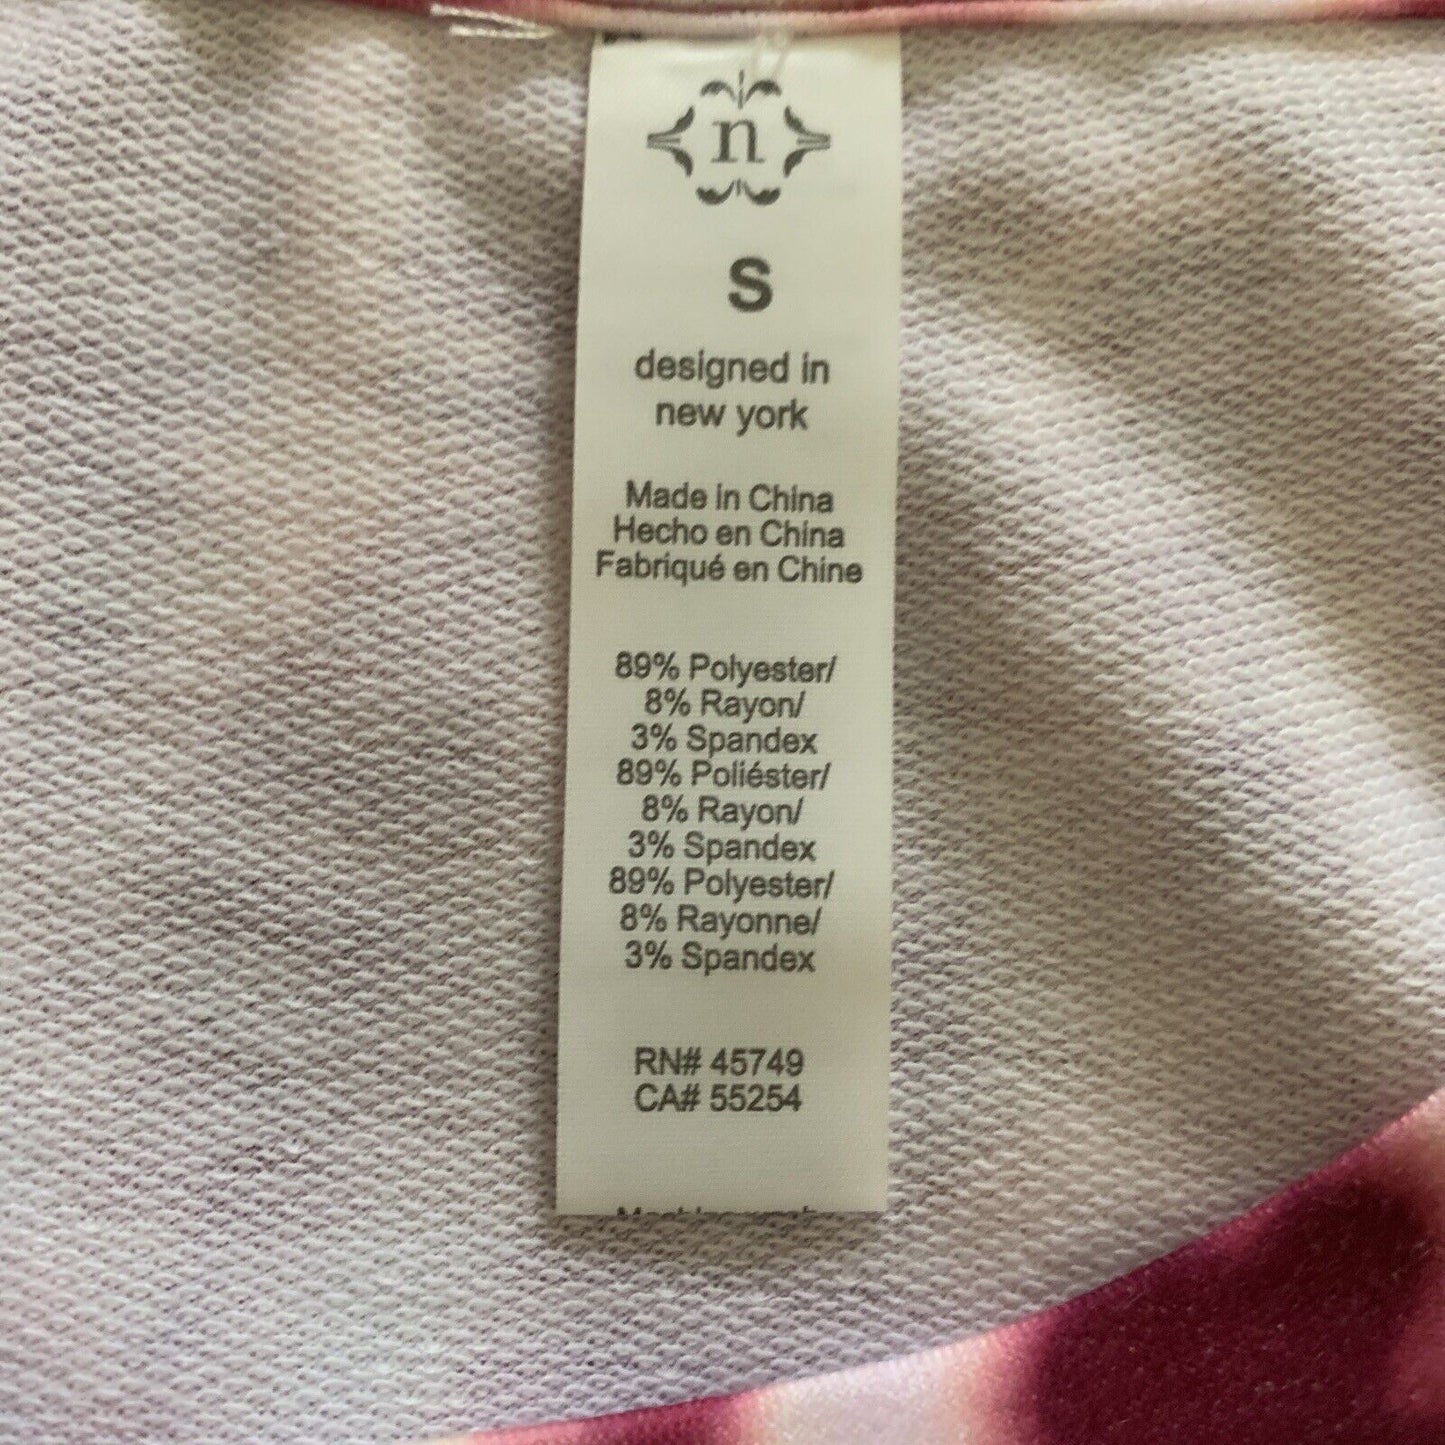 n
S
designed in
new york
Made in China
Hecho en China
Fabriqué en Chine
89% Polyester/
8% Rayon/
3% Spandex
89% Poliéster/
8% Rayon/
3% Spandex
89% Polyester/
8% Rayonne/
3% Spandex
RN# 45749
CA# 55254